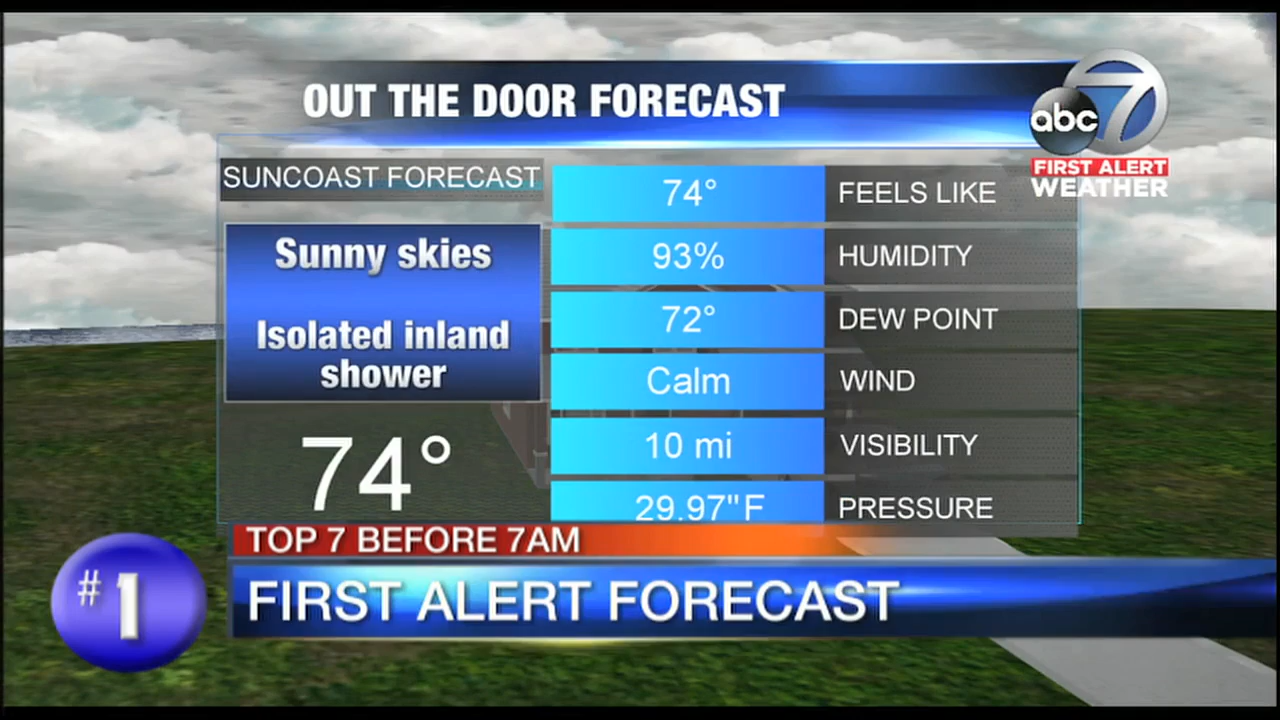 OUT THE DOOR FORECAST
abc 7
FIRST ALERT
WEATHER
SUNCOAST FORECAST
Sunny skies
Isolated inland
shower
74°
74° FEELS LIKE
93% HUMIDITY
72° DEW POINT
Calm WIND
10 mi VISIBILITY
29.97" F PRESSURE
TOP 7 BEFORE 7AM
#1 FIRST ALERT FORECAST